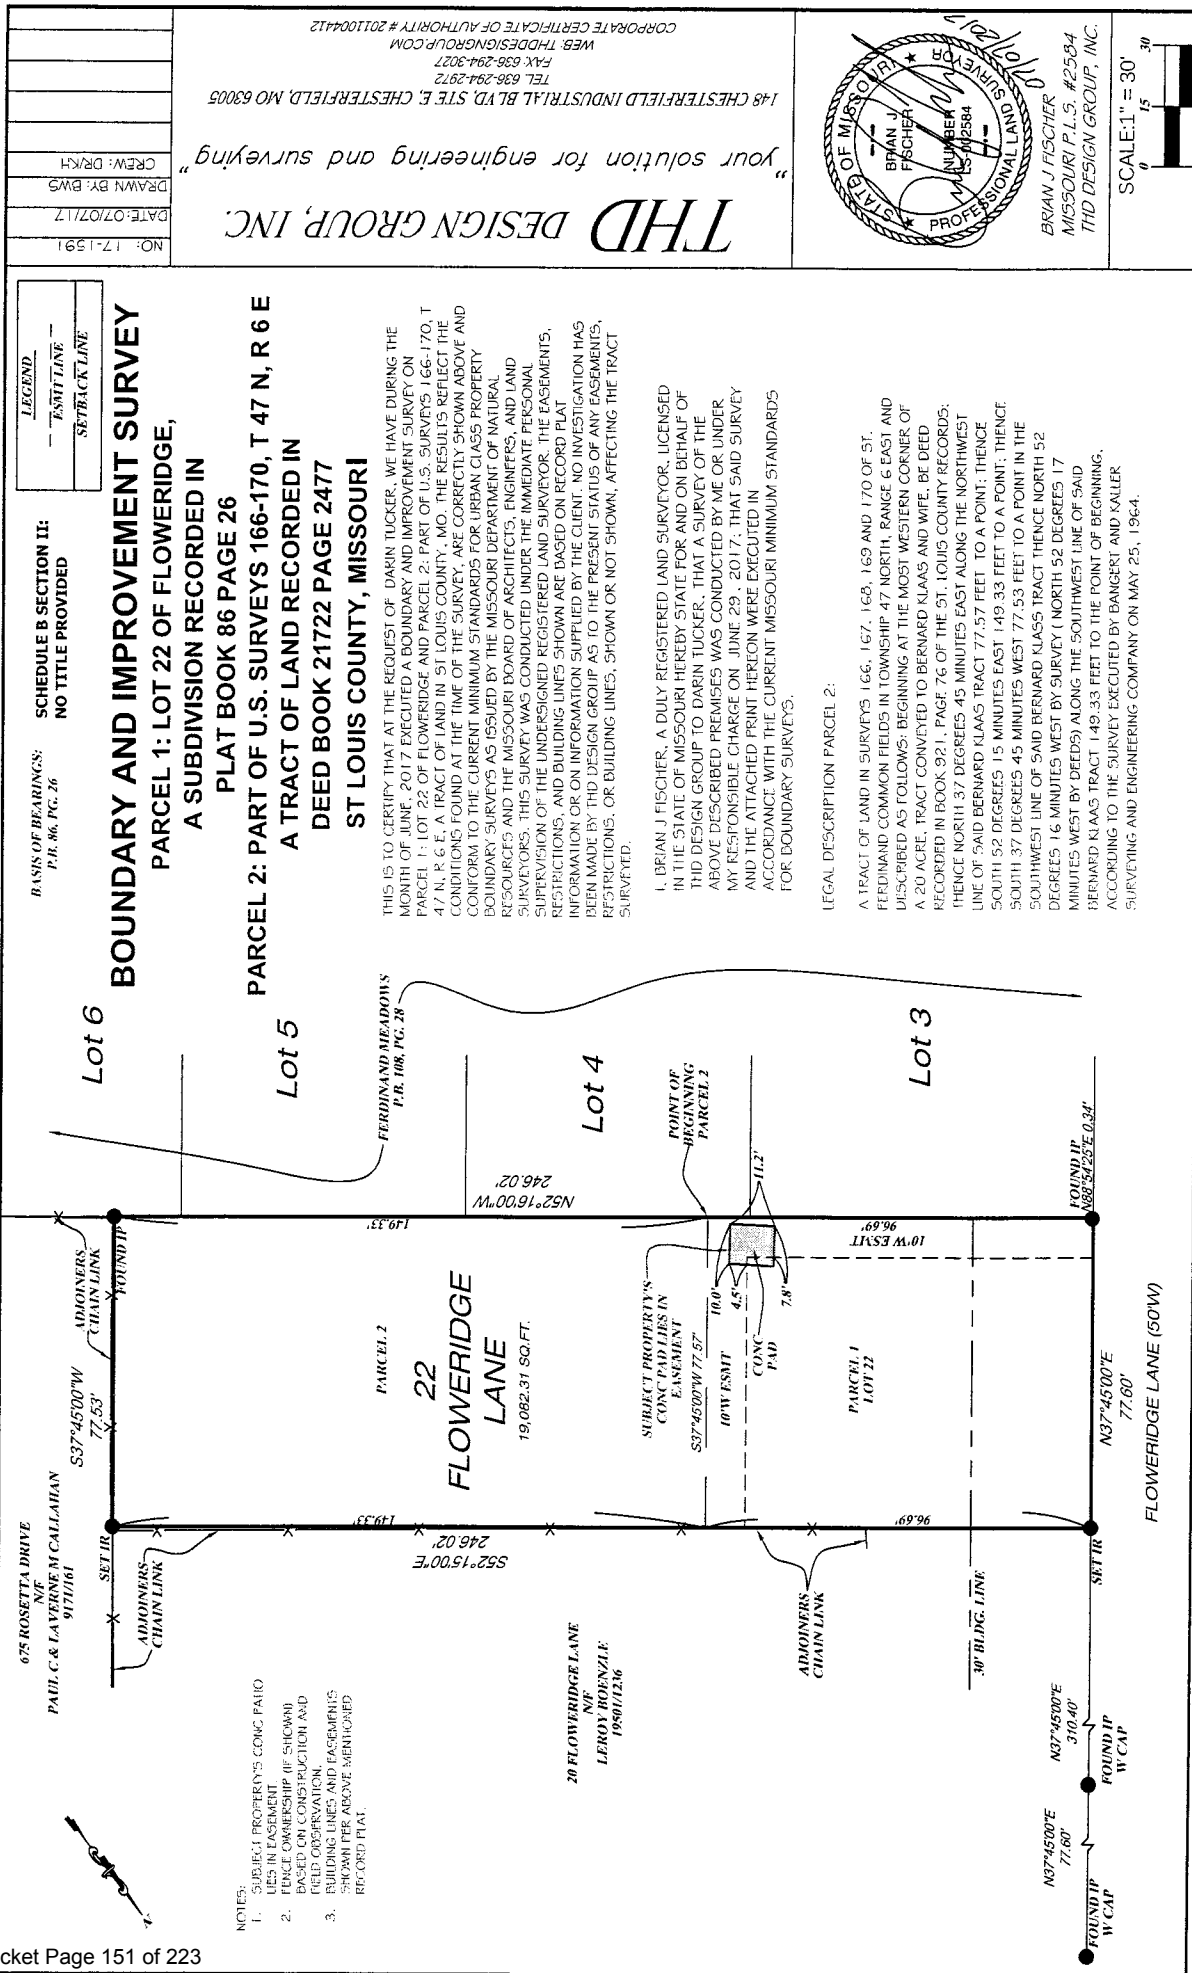 BASIS OF BEARINGS:
P.B. 86, PG. 26
SCHEDULE B SECTION II:
NO TITLE PROVIDED
LEGEND
ESMT LINE
SETBACK LINE
BOUNDARY AND IMPROVEMENT SURVEY
PARCEL 1: LOT 22 OF FLOWERIDGE,
A SUBDIVISION RECORDED IN
PLAT BOOK 86 PAGE 26
PARCEL 2: PART OF U.S. SURVEYS 166-170, T 47 N, R 6 E
A TRACT OF LAND RECORDED IN
DEED BOOK 21722 PAGE 2477
ST LOUIS COUNTY, MISSOURI
THIS IS TO CERTIFY THAT AT THE REQUEST OF DARIN TUCKER, WE HAVE DURING THE
MONTH OF JUNE, 2017 EXECUTED A BOUNDARY AND IMPROVEMENT SURVEY ON
PARCEL 1: LOT 22 OF FLOWERIDGE AND PARCEL 2: PART OF U.S. SURVEYS 166-170, T
47 N, R 6 E, A TRACT OF LAND IN ST LOUIS COUNTY, MO. THE RESULTS REFLECT THE
CONDITIONS FOUND AT THE TIME OF THE SURVEY, ARE CORRECTLY SHOWN ABOVE AND
CONFORM TO THE CURRENT MINIMUM STANDARDS FOR URBAN CLASS PROPERTY
BOUNDARY SURVEYS AS ISSUED BY THE MISSOURI DEPARTMENT OF NATURAL
RESOURCES AND THE MISSOURI BOARD OF ARCHITECTS, ENGINEERS, AND LAND
SURVEYORS. THIS SURVEY WAS CONDUCTED UNDER THE IMMEDIATE PERSONAL
SUPERVISION OF THE UNDERSIGNED REGISTERED LAND SURVEYOR. THE EASEMENTS,
RESTRICTIONS, AND BUILDING LINES SHOWN ARE BASED ON RECORD PLAT
INFORMATION OR ON INFORMATION SUPPLIED BY THE CLIENT. NO INVESTIGATION HAS
BEEN MADE BY THD DESIGN GROUP AS TO THE PRESENT STATUS OF ANY EASEMENTS,
RESTRICTIONS, OR BUILDING LINES, SHOWN OR NOT SHOWN, AFFECTING THE TRACT
SURVEYED.
I, BRIAN J FISCHER, A DULY REGISTERED LAND SURVEYOR, LICENSED
IN THE STATE OF MISSOURI HEREBY STATE FOR AND ON BEHALF OF
THD DESIGN GROUP TO DARIN TUCKER, THAT A SURVEY OF THE
ABOVE DESCRIBED PREMISES WAS CONDUCTED BY ME OR UNDER
MY RESPONSIBLE CHARGE ON JUNE 29, 2017; THAT SAID SURVEY
AND THE ATTACHED PRINT HEREON WERE EXECUTED IN
ACCORDANCE WITH THE CURRENT MISSOURI MINIMUM STANDARDS
FOR BOUNDARY SURVEYS.
LEGAL DESCRIPTION PARCEL 2:
A TRACT OF LAND IN SURVEYS 166, 167, 168, 169 AND 170 OF ST.
FERDINAND COMMON FIELDS IN TOWNSHIP 47 NORTH, RANGE 6 EAST AND
DESCRIBED AS FOLLOWS: BEGINNING AT THE MOST WESTERN CORNER OF
A 20 ACRE, TRACT CONVEYED TO BERNARD KLAAS AND WIFE, BE DEED
RECORDED IN BOOK 921, PAGE 76 OF THE ST. LOUIS COUNTY RECORDS;
THENCE NORTH 37 DEGREES 45 MINUTES EAST ALONG THE NORTHWEST
LINE OF SAID BERNARD KLAAS TRACT 77.57 FEET TO A POINT; THENCE
SOUTH 52 DEGREES 15 MINUTES EAST 149.33 FEET TO A POINT; THENCE
SOUTH 37 DEGREES 45 MINUTES WEST 77.53 FEET TO A POINT IN THE
SOUTHWEST LINE OF SAID BERNARD KLASS TRACT THENCE NORTH 52
DEGREES 16 MINUTES WEST BY SURVEY ( NORTH 52 DEGREES 17
MINUTES WEST BY DEEDS) ALONG THE SOUTHWEST LINE OF SAID
BERNARD KLAAS TRACT 149.33 FEET TO THE POINT OF BEGINNING,
ACCORDING TO THE SURVEY EXECUTED BY BANGERT AND KALLER
SURVEYING AND ENGINEERING COMPANY ON MAY 25, 1964.
NO: 17-1591
DATE:07/07/17
DRAWN BY: BWS
CREW: DR/KH
THD DESIGN GROUP, INC.
"your solution for engineering and surveying"
148 CHESTERFIELD INDUSTRIAL BLVD, STE E, CHESTERFIELD, MO 63005
TEL 636-294-2972
FAX: 636-294-3027
WEB: THDDESIGNGROUP.COM
CORPORATE CERTIFICATE OF AUTHORITY # 2011004412
STATE OF MISSOURI
BRIAN J.
FISCHER
NUMBER
LS-002584
PROFESSIONAL LAND SURVEYOR
BRIAN J FISCHER
MISSOURI P.L.S. #2584
THD DESIGN GROUP, INC.
SCALE:1" = 30'
0 15 30
Lot 6
Lot 5
FERDINAND MEADOWS
P.B. 108, PG. 28
Lot 4
Lot 3
POINT OF
BEGINNING
PARCEL 2
11.2'
N52°16'00"W
246.02'
FOUND IP
N88°54'25"E 0.34'
149.33'
96.69'
10'W ESMT
ADJOINERS
CHAIN LINK
FOUND IP
S37°45'00"W
77.53'
PARCEL 2
22
FLOWERIDGE
LANE
19,082.31 SQ.FT.
SUBJECT PROPERTY'S
CONC PAD LIES IN
EASEMENT
S37°45'00"W 77.57'
10'W ESMT
10.0'
4.5'
7.8'
CONC
PAD
PARCEL 1
LOT 22
N37°45'00"E
77.60'
FLOWERIDGE LANE (50'W)
675 ROSETTA DRIVE
N/F
PAUL C & LAVERNE M CALLAHAN
917/1161
SET IR
ADJOINERS
CHAIN LINK
149.33'
S52°15'00"E
246.02'
96.69'
ADJOINERS
CHAIN LINK
30' BLDG. LINE
SET IR
20 FLOWERIDGE LANE
N/F
LEROY BOENZLE
19501/1236
N37°45'00"E
310.40'
FOUND IP
W CAP
N37°45'00"E
77.60'
FOUND IP
W CAP
NOTES:
1. SUBJECT PROPERTY'S CONC PATIO
LIES IN EASEMENT.
2. FENCE OWNERSHIP (IF SHOWN)
BASED ON CONSTRUCTION AND
FIELD OBSERVATION.
3. BUILDING LINES AND EASEMENTS
SHOWN PER ABOVE MENTIONED
RECORD PLAT.
cket Page 151 of 223